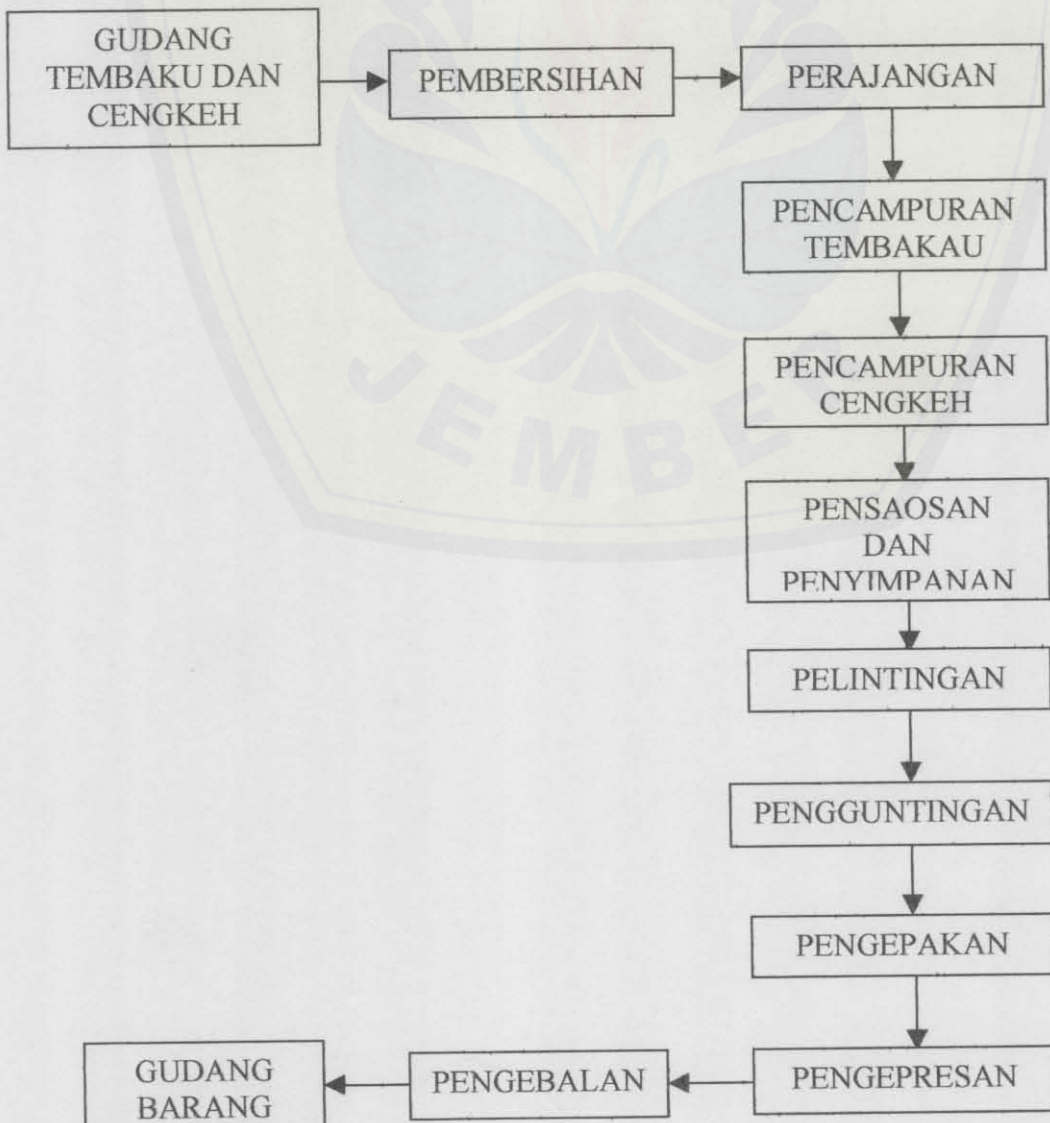 GUDANG
TEMBAKU DAN
CENGKEH
PEMBERSIHAN
PERAJANGAN
PENCAMPURAN
TEMBAKAU
PENCAMPURAN
CENGKEH
PENSAOSAN
DAN
PENYIMPANAN
PELINTINGAN
PENGGUNTINGAN
PENGEPAKAN
PENGEPRESAN
PENGEBALAN
GUDANG
BARANG
JEMBER